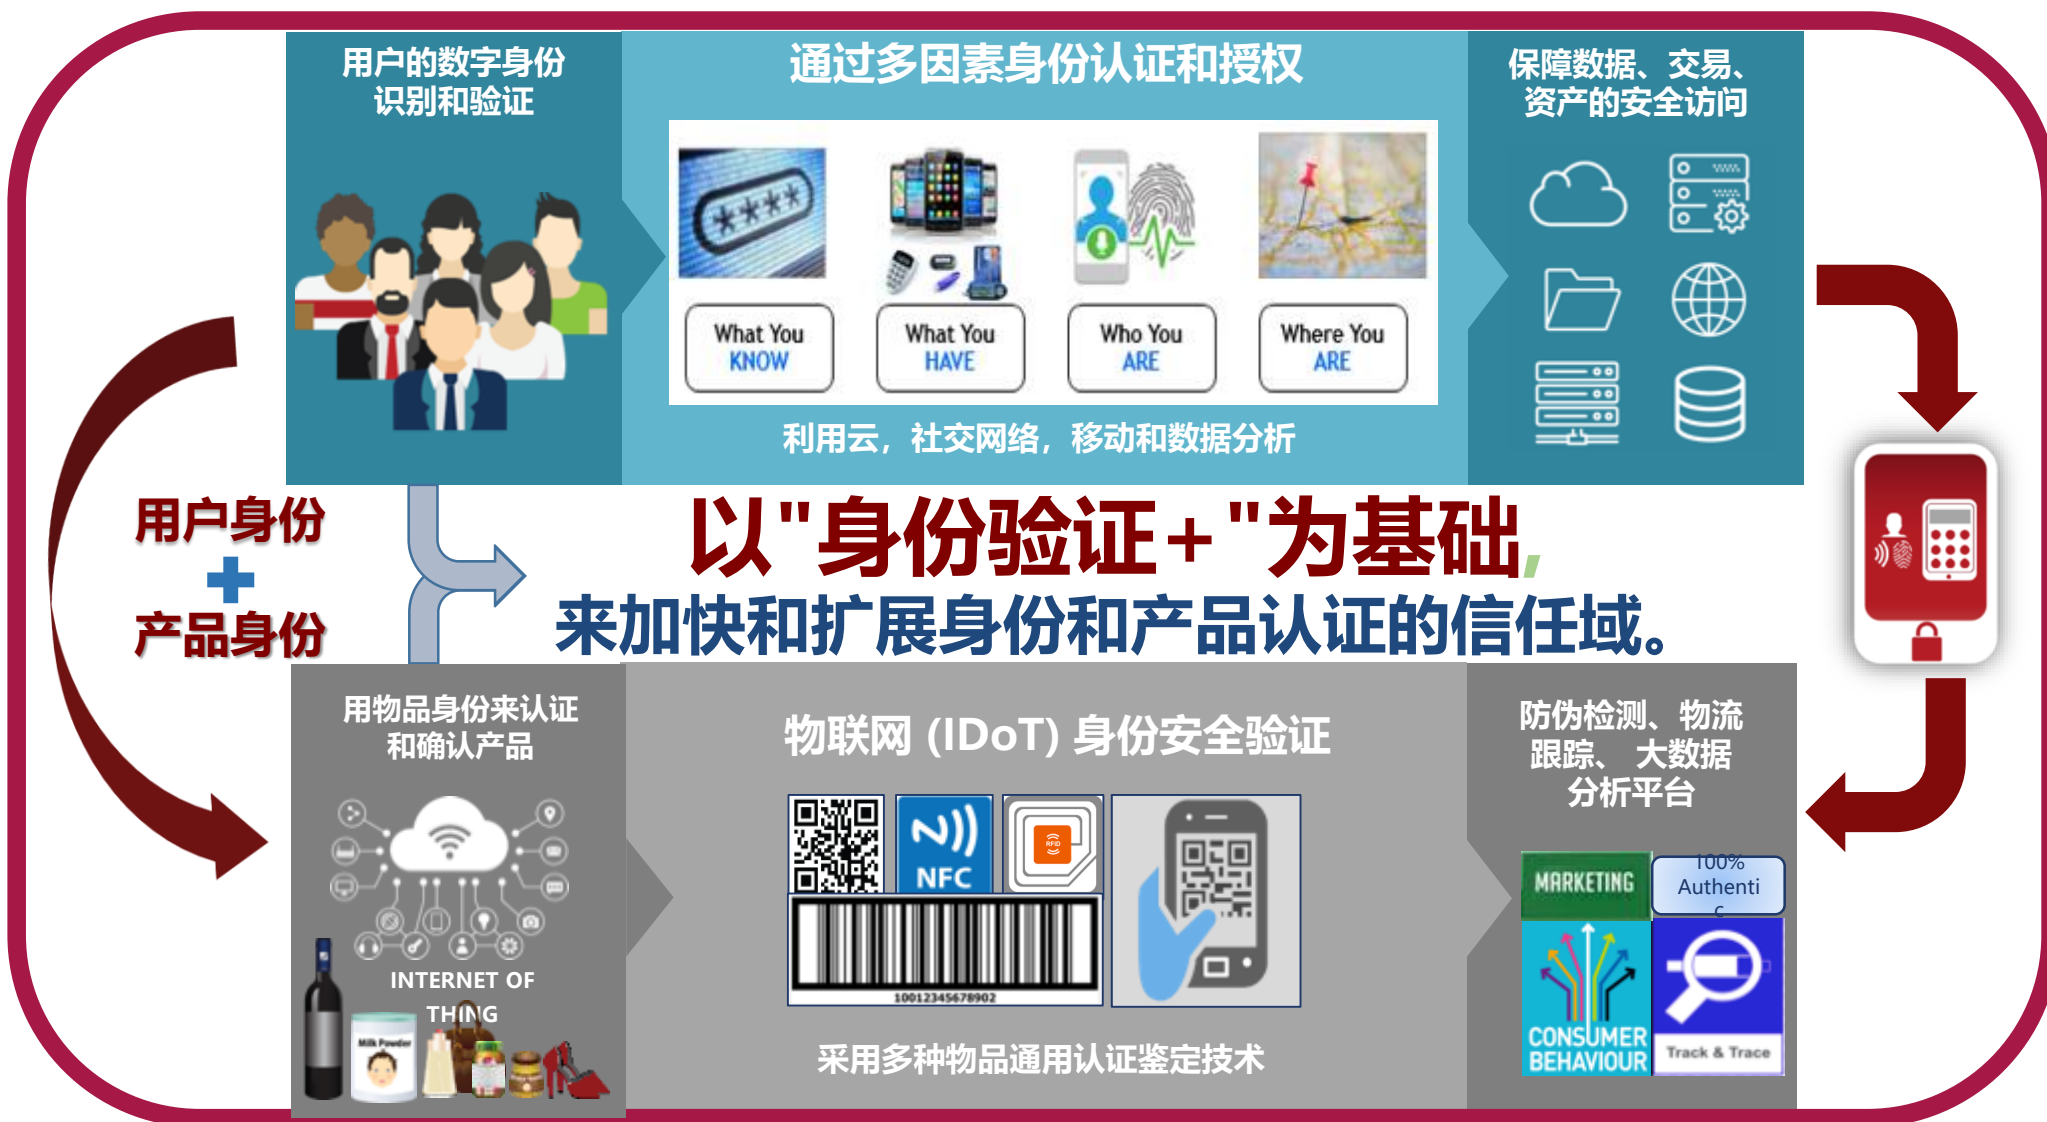 用户的数字身份
识别和验证
通过多因素身份认证和授权
保障数据、交易、
资产的安全访问
****
What You
KNOW
What You
HAVE
Who You
ARE
Where You
ARE
利用云，社交网络，移动和数据分析
用户身份
+
产品身份
以"身份验证+"为基础,
来加快和扩展身份和产品认证的信任域。
用物品身份来认证
和确认产品
INTERNET OF
THING
Milk Powder
物联网 (IDoT) 身份安全验证
NFC
RFID
10012345678902
采用多种物品通用认证鉴定技术
防伪检测、物流
跟踪、 大数据
分析平台
MARKETING
100%
Authenti
c
CONSUMER
BEHAVIOUR
Track & Trace